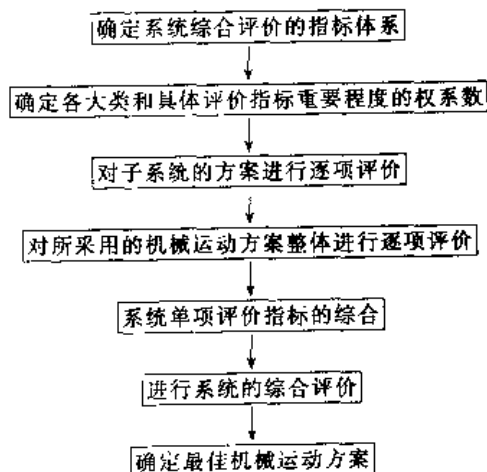 确定系统综合评价的指标体系
确定各大类和具体评价指标重要程度的权系数
对子系统的方案进行逐项评价
对所采用的机械运动方案整体进行逐项评价
系统单项评价指标的综合
进行系统的综合评价
确定最佳机械运动方案